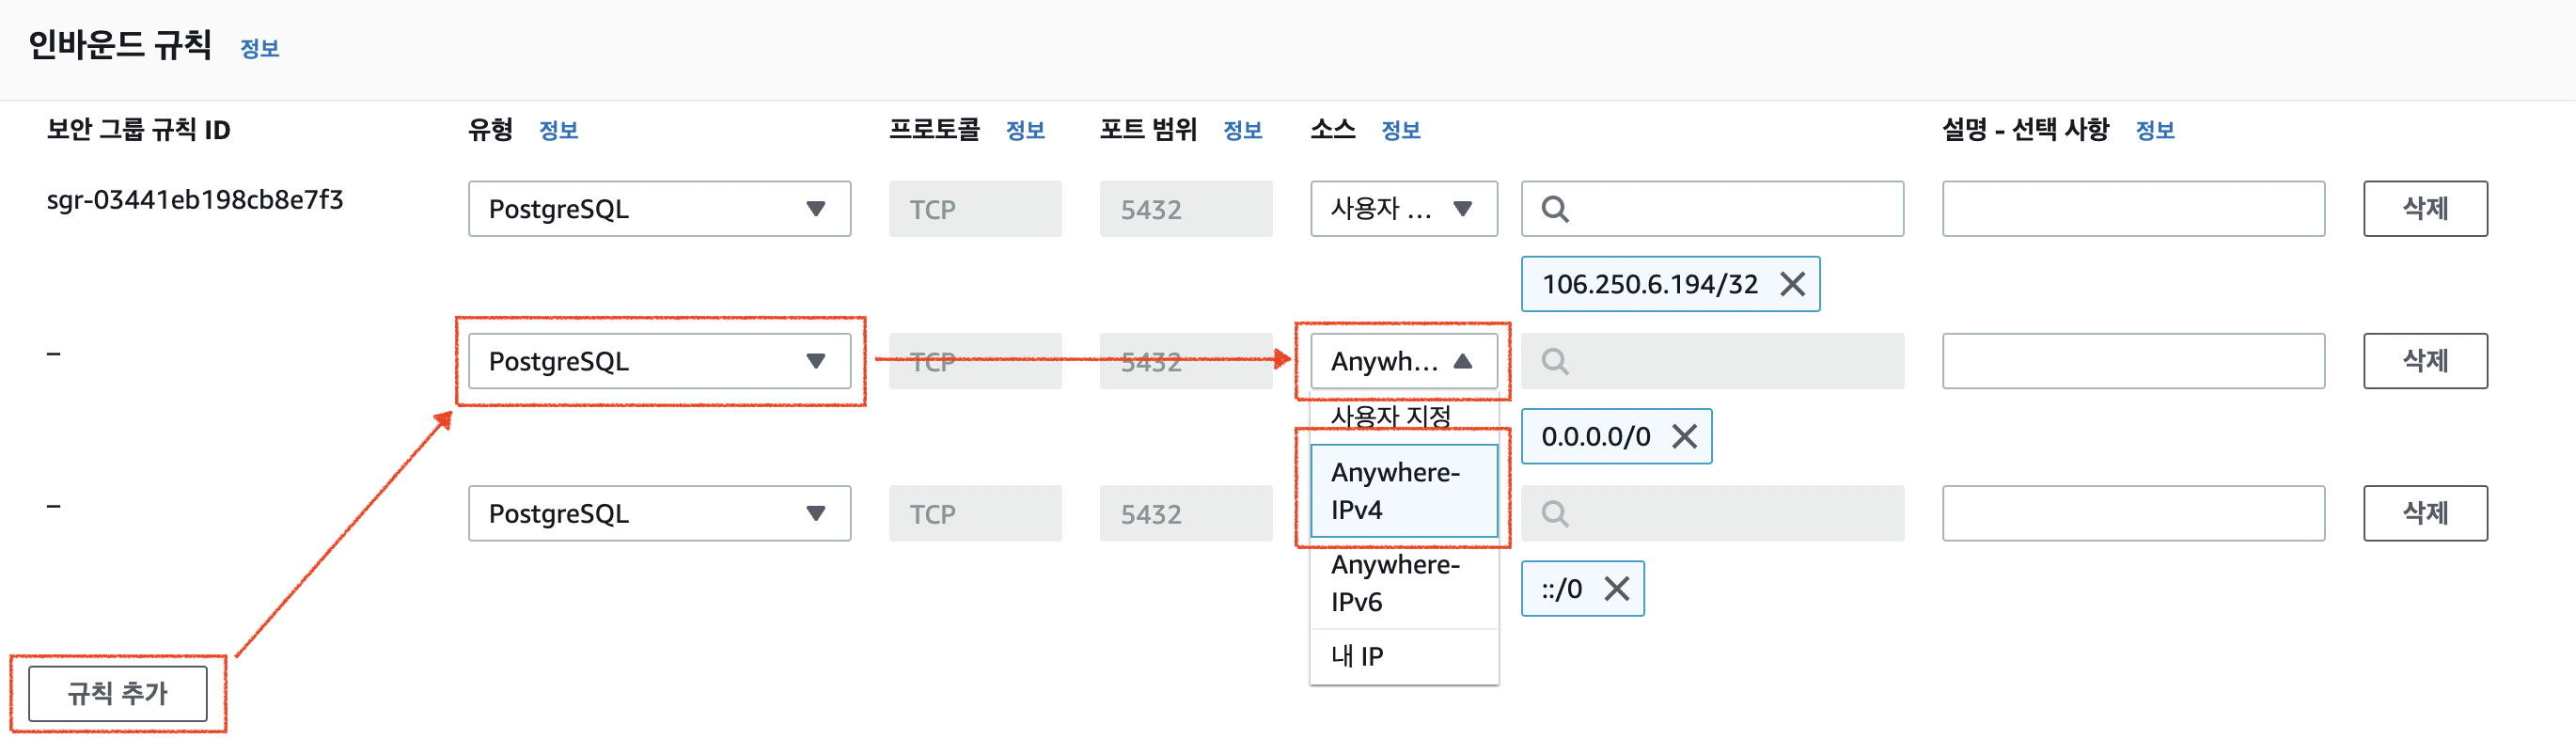 인바운드 규칙 정보
보안 그룹 규칙 ID 유형 정보 프로토콜 정보 포트 범위 정보 소스 정보 설명 - 선택 사항 정보
sgr-03441eb198cb8e7f3 PostgreSQL TCP 5432 사용자 ... 삭제
106.250.6.194/32
– PostgreSQL TCP 5432 Anywh... 삭제
사용자 지정
0.0.0.0/0
Anywhere-
IPv4
– PostgreSQL TCP 5432 삭제
Anywhere-
IPv6
::/0
내 IP
규칙 추가